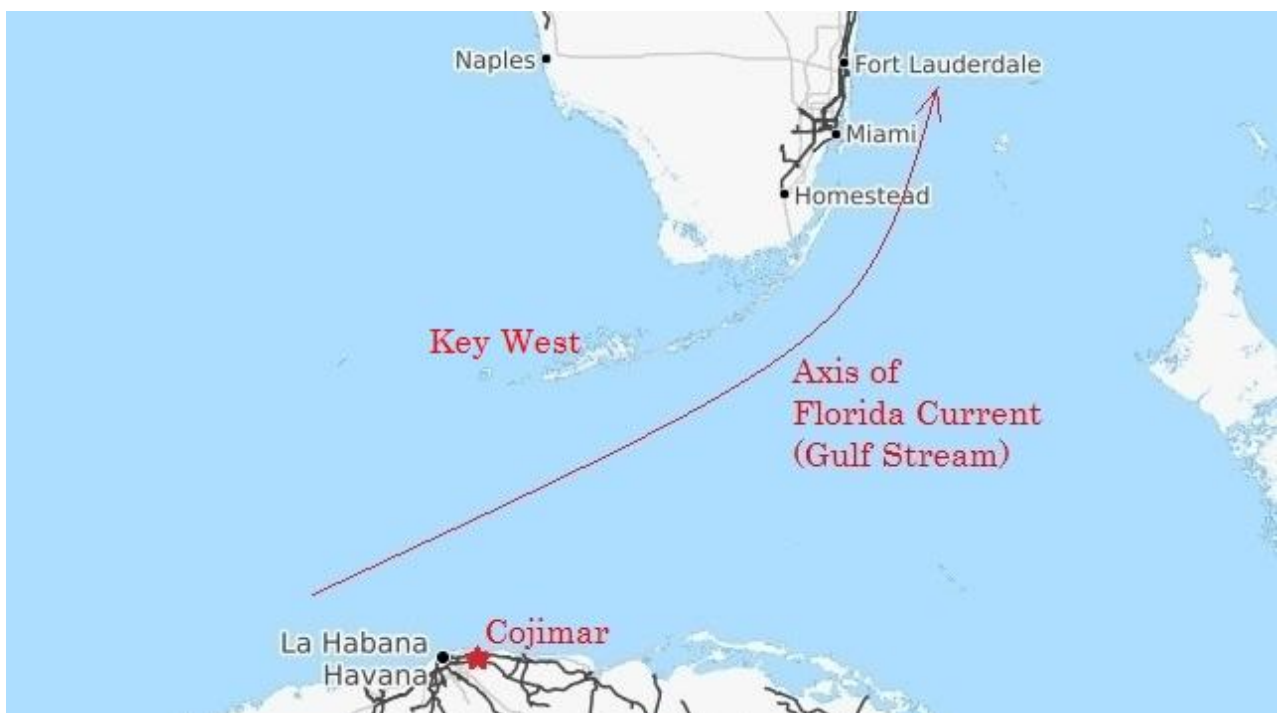 Naples
Fort Lauderdale
Miami
Homestead
Key West
Axis of
Florida Current
(Gulf Stream)
Cojimar
La Habana
Havana